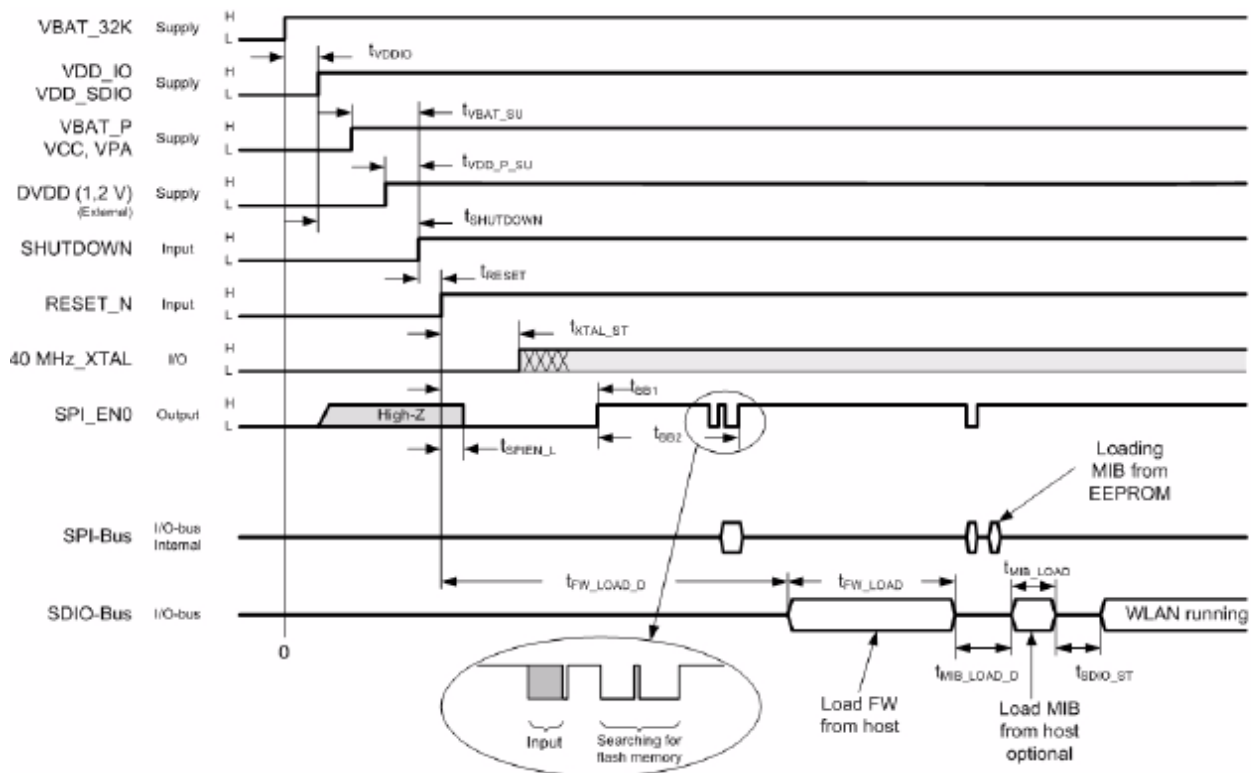 VBAT_32K Supply H
L
tVDDIO
VDD_IO
VDD_SDIO Supply H
L
tVBAT_SU
VBAT_P
VCC, VPA Supply H
L
tVDD_P_SU
DVDD (1,2 V)
(External) Supply H
L
tSHUTDOWN
SHUTDOWN Input H
L
tRESET
RESET_N Input H
L
tXTAL_ST
40 MHz_XTAL I/O H
L
tBB1
SPI_EN0 Output H
L
High-Z
tBB2
tSPIEN_L
Loading
MIB from
EEPROM
SPI-Bus I/O-bus
Internal
tFW_LOAD_D tFW_LOAD tMIB_LOAD
SDIO-Bus I/O-bus WLAN running
0
tMIB_LOAD_D tSDIO_ST
Load FW
from host
Load MIB
from host
optional
Input
Searching for
flash memory